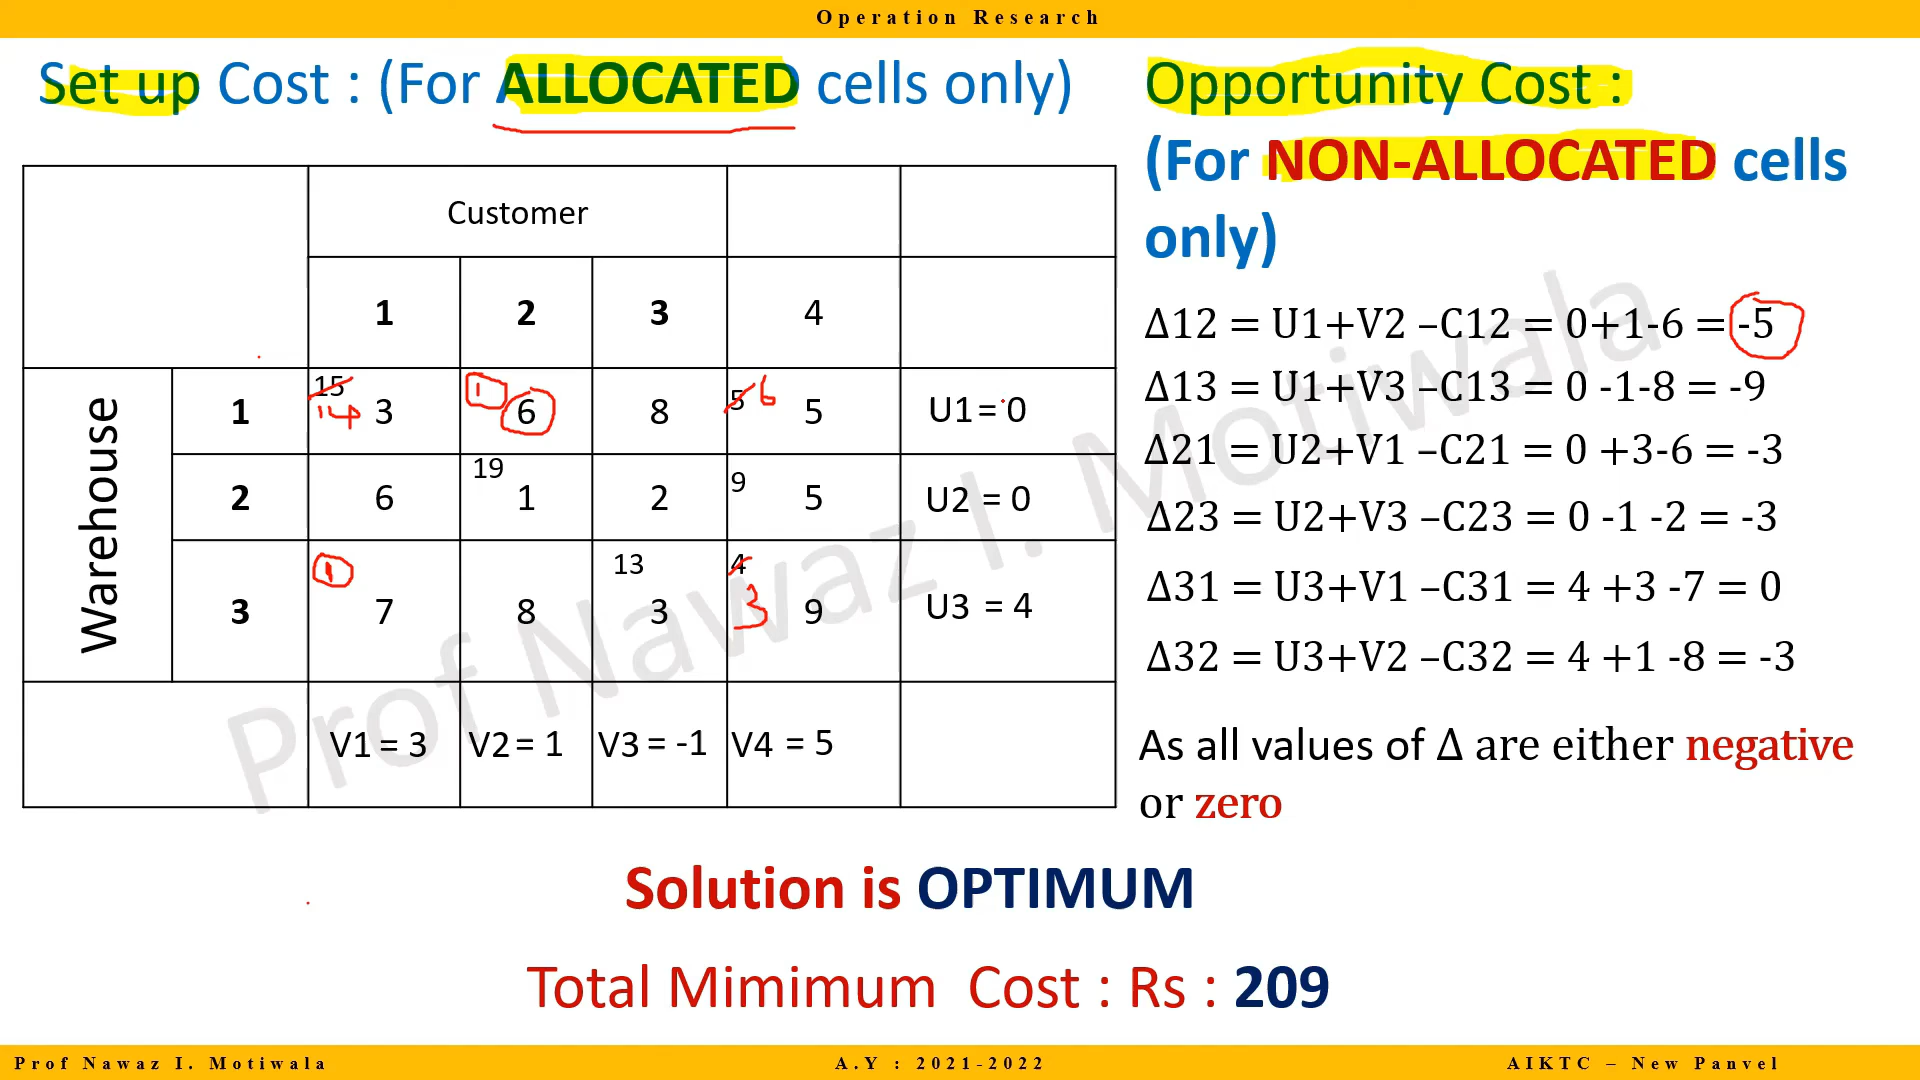 Operation Research
Set up Cost : (For ALLOCATED cells only)
Opportunity Cost :
(For NON-ALLOCATED cells
only)
Customer
1 2 3 4
Warehouse
1 15 14 3 1 6 8 5 6 5 U1= 0
2 6 19 1 2 9 5 U2 = 0
3 1 7 8 13 3 4 3 9 U3 = 4
V1 = 3 V2 = 1 V3 = -1 V4 = 5
Δ12 = U1+V2 –C12 = 0+1-6 = -5
Δ13 = U1+V3 –C13 = 0 -1-8 = -9
Δ21 = U2+V1 –C21 = 0 +3-6 = -3
Δ23 = U2+V3 –C23 = 0 -1 -2 = -3
Δ31 = U3+V1 –C31 = 4 +3 -7 = 0
Δ32 = U3+V2 –C32 = 4 +1 -8 = -3
As all values of Δ are either negative
or zero
Solution is OPTIMUM
Total Mimimum Cost : Rs : 209
Prof Nawaz I. Motiwala
Prof Nawaz I. Motiwala A.Y : 2021-2022 AIKTC – New Panvel